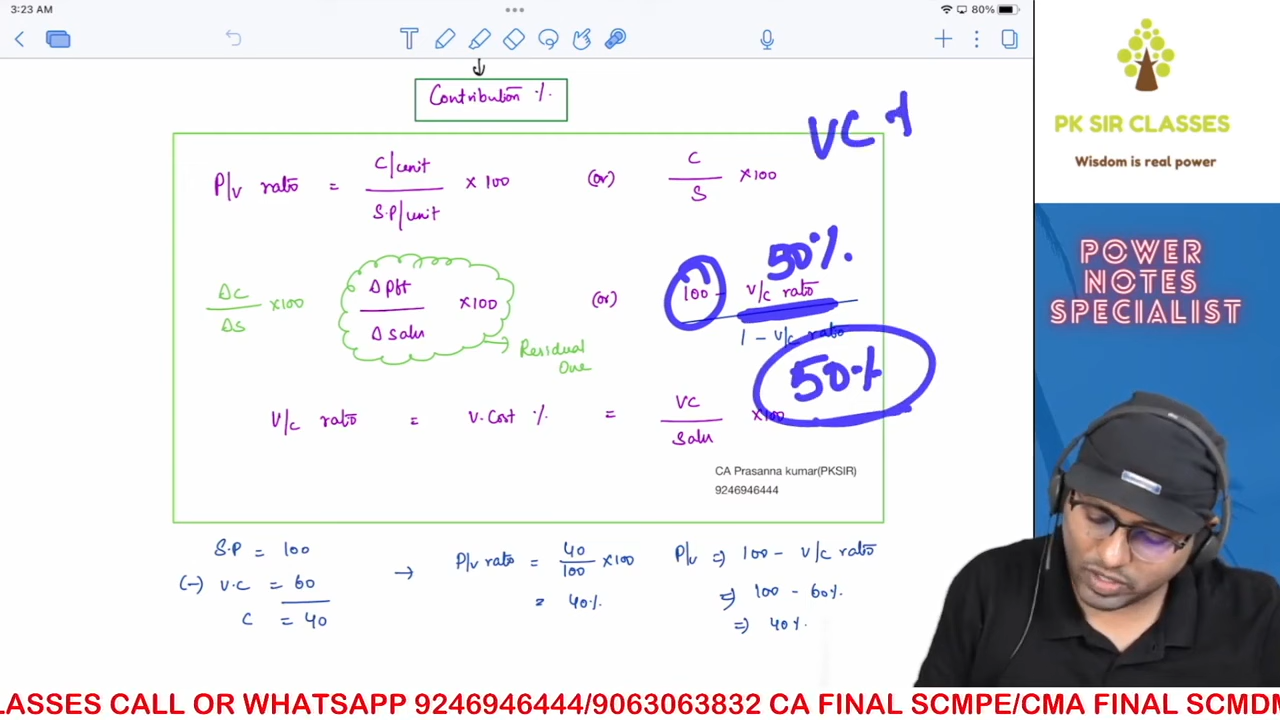 3:23 AM
80%
Contribution %
VC
P/v ratio = C/unit / S.P/unit × 100 (or) C / S ×100
50%
ΔC / ΔS ×100 ΔPft / Δ Sales ×100 (or) 100 - v/c ratio
1 - v/c ratio
Residual One
50%
V/c ratio = V.Cost % = VC / Sales ×100
CA Prasanna kumar(PKSIR)
9246946444
S.P = 100
(-) V.C = 60
C = 40
→ P/v ratio = 40 / 100 ×100
= 40%
P/v ⇒ 100 - V/c ratio
⇒ 100 - 60%
⇒ 40%
PK SIR CLASSES
Wisdom is real power
POWER
NOTES
SPECIALIST
LASSES CALL OR WHATSAPP 9246946444/9063063832 CA FINAL SCMPE/CMA FINAL SCMD